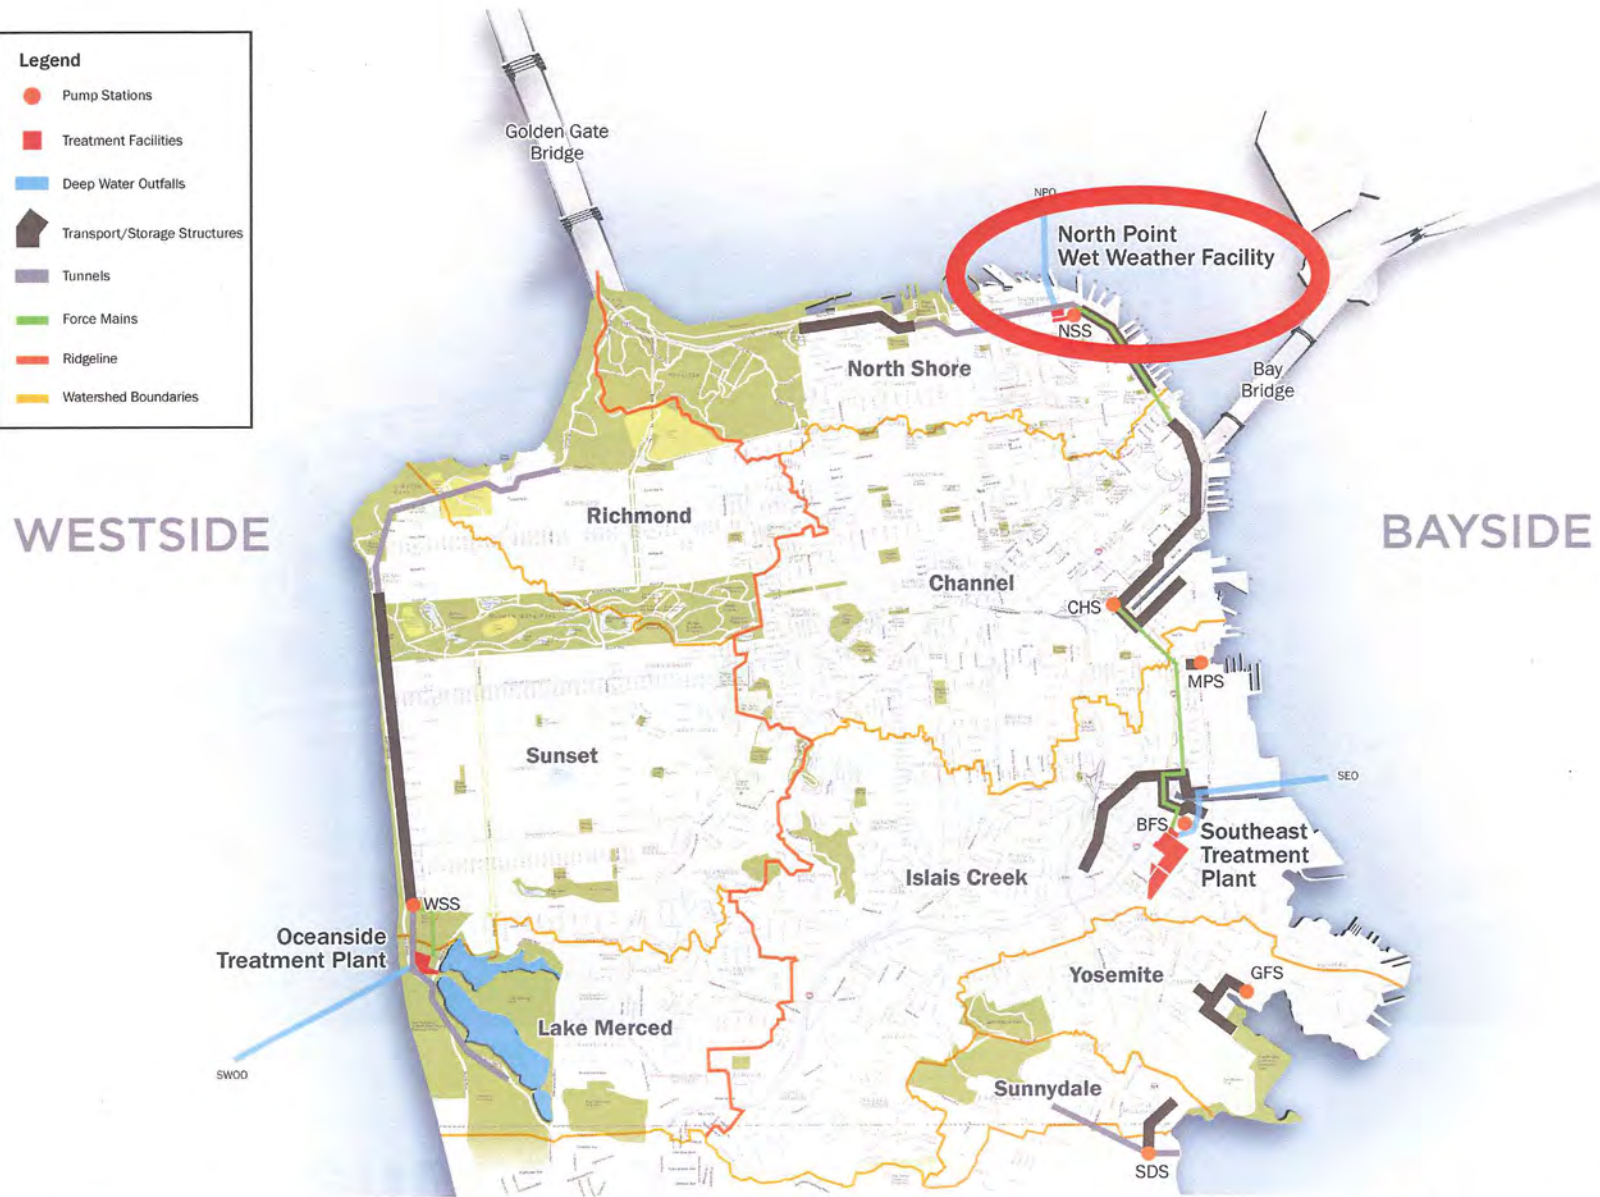 Legend
Pump Stations
Treatment Facilities
Deep Water Outfalls
Transport/Storage Structures
Tunnels
Force Mains
Ridgeline
Watershed Boundaries
Golden Gate
Bridge
NPO
North Point
Wet Weather Facility
NSS
North Shore
Bay
Bridge
WESTSIDE
BAYSIDE
Richmond
Channel
CHS
MPS
Sunset
SEO
BFS
Southeast
Treatment
Plant
Islais Creek
WSS
Oceanside
Treatment Plant
Yosemite
GFS
Lake Merced
SWOO
Sunnydale
SDS